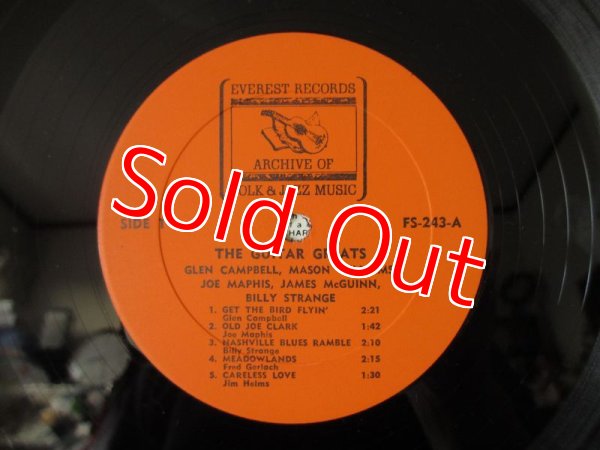 EVEREST RECORDS
ARCHIVE OF
FOLK & JAZZ MUSIC
SIDE 1
FS-243-A
Sold Out
THE GUITAR GREATS
GLEN CAMPBELL, MASON
JOE MAPHIS, JAMES McGUINN,
BILLY STRANGE
1. GET THE BIRD FLYIN' 2:21
Glen Campbell
2. OLD JOE CLARK 1:42
Joe Maphis
3. NASHVILLE BLUES RAMBLE 2:10
Billy Strange
4. MEADOWLANDS 2:15
Fred Gerlach
5. CARELESS LOVE 1:30
Jim Helms